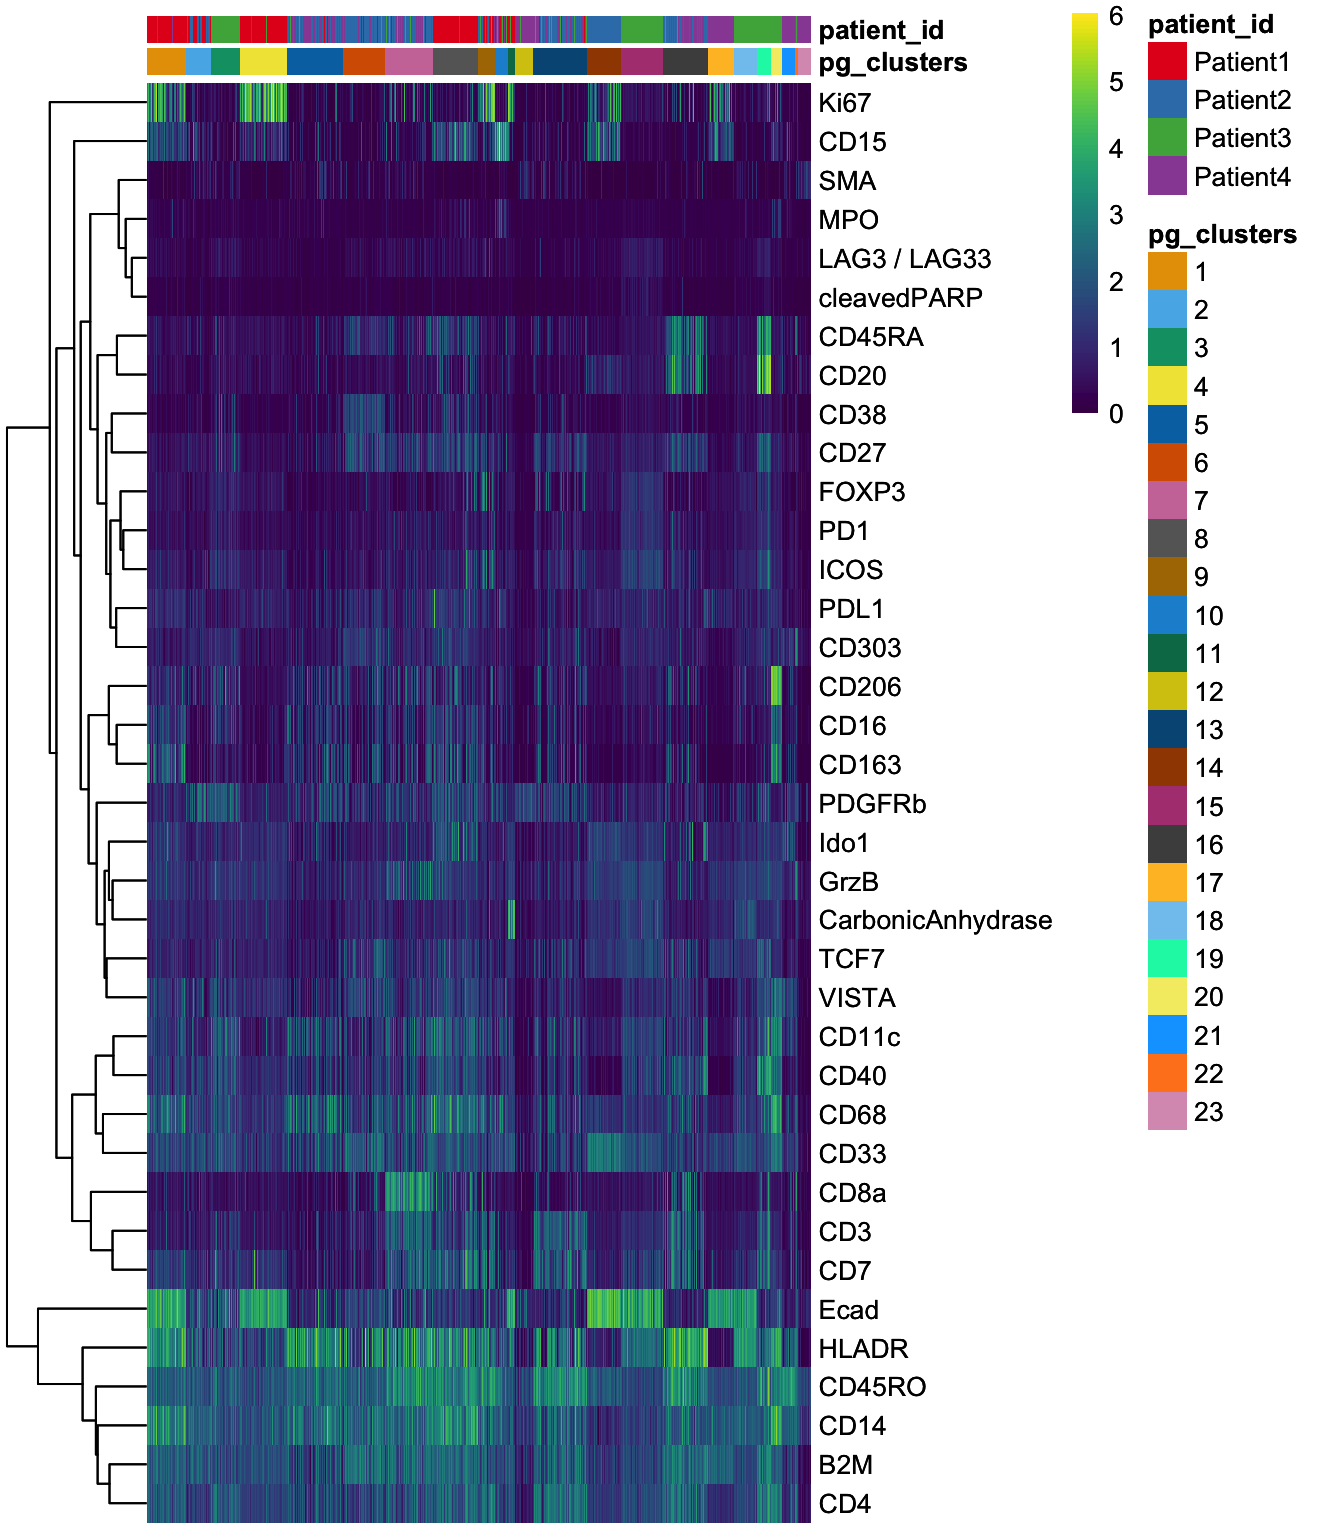 patient_id
pg_clusters
Ki67
CD15
SMA
MPO
LAG3 / LAG33
cleavedPARP
CD45RA
CD20
CD38
CD27
FOXP3
PD1
ICOS
PDL1
CD303
CD206
CD16
CD163
PDGFRb
Ido1
GrzB
CarbonicAnhydrase
TCF7
VISTA
CD11c
CD40
CD68
CD33
CD8a
CD3
CD7
Ecad
HLADR
CD45RO
CD14
B2M
CD4
6
5
4
3
2
1
0
patient_id
Patient1
Patient2
Patient3
Patient4
pg_clusters
1
2
3
4
5
6
7
8
9
10
11
12
13
14
15
16
17
18
19
20
21
22
23